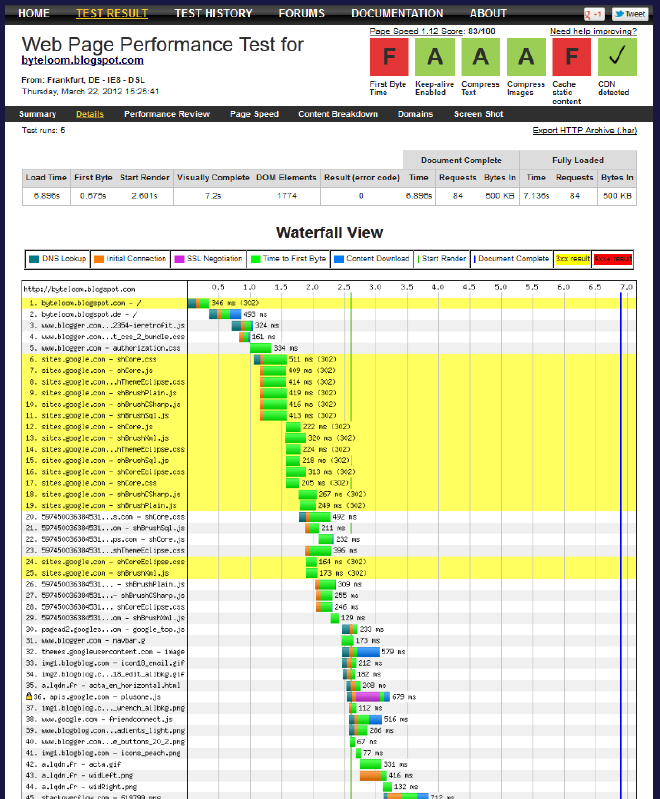 HOME TEST RESULT TEST HISTORY FORUMS DOCUMENTATION ABOUT +1 Tweet
Web Page Performance Test for
byteloom.blogspot.com
From: Frankfurt, DE - IE8 - DSL
Thursday, March 22, 2012 15:25:41
Page Speed 1.12 Score: 83/100 Need help improving?
F A A A F ✓
First Byte Time Keep-alive Enabled Compress Text Compress Images Cache static content CDN detected
Summary Details Performance Review Page Speed Content Breakdown Domains Screen Shot
Test runs: 5 Export HTTP Archive (.har)
Document Complete Fully Loaded
Load Time First Byte Start Render Visually Complete DOM Elements Result (error code) Time Requests Bytes In Time Requests Bytes In
6.896s 0.675s 2.601s 7.2s 1774 0 6.896s 84 500 KB 7.136s 84 500 KB
Waterfall View
DNS Lookup Initial Connection SSL Negotiation Time to First Byte Content Download Start Render Document Complete 3xx result 4xx+ result
http://byteloom.blogspot.com 0.5 1.0 1.5 2.0 2.5 3.0 3.5 4.0 4.5 5.0 5.5 6.0 6.5 7.0
1. byteloom.blogspot.com - / 346 ms (302)
2. byteloom.blogspot.de - / 493 ms
3. www.blogger.com...2354-ieretrofit.js 324 ms
4. www.blogger.com...t_css_2_bundle.css 161 ms
5. www.blogger.com - authorization.css 334 ms
6. sites.google.com - shCore.css 511 ms (302)
7. sites.google.com - shCore.js 409 ms (302)
8. sites.google.com...hThemeEclipse.css 414 ms (302)
9. sites.google.com - shBrushPlain.js 419 ms (302)
10. sites.google.com - shBrushCSharp.js 416 ms (302)
11. sites.google.com - shBrushSql.js 413 ms (302)
12. sites.google.com - shCore.js 222 ms (302)
13. sites.google.com - shBrushXml.js 320 ms (302)
14. sites.google.com...hThemeEclipse.css 224 ms (302)
15. sites.google.com - shBrushSql.js 218 ms (302)
16. sites.google.com - shCoreEclipse.css 313 ms (302)
17. sites.google.com - shCore.css 205 ms (302)
18. sites.google.com - shBrushCSharp.js 267 ms (302)
19. sites.google.com - shBrushPlain.js 249 ms (302)
20. 597450036384531...s.com - shCore.css 492 ms
21. 597450036384531...om - shBrushSql.js 211 ms
22. 597450036384531...ps.com - shCore.js 232 ms
23. 597450036384531...shThemeEclipse.css 396 ms
24. sites.google.com - shCoreEclipse.css 164 ms (302)
25. sites.google.com - shBrushXml.js 173 ms (302)
26. 597450036384531... - shBrushPlain.js 309 ms
27. 597450036384531...- shBrushCSharp.js 255 ms
28. 597450036384531... shCoreEclipse.css 246 ms
29. 597450036384531...om - shBrushXml.js 129 ms
30. pagead2.googles...om - google_top.js 233 ms
31. www.blogger.com - navbar.g 173 ms
32. themes.googleusercontent.com - image 579 ms
33. img1.blogblog.com - icon18_email.gif 212 ms
34. img2.blogblog.c...18_edit_allbkg.gif 182 ms
35. a.lqdn.fr - acta_en_horizontal.html 208 ms
36. apis.google.com - plusone.js 679 ms
37. img1.blogblog.com..._wrench_allbkg.png 112 ms
38. www.google.com - friendconnect.js 516 ms
39. www.blogblog.com...adients_light.png 206 ms
40. www.blogger.com...e_buttons_20_2.png 67 ms
41. img1.blogblog.com - icons_peach.png 77 ms
42. a.lqdn.fr - acta.gif 331 ms
43. a.lqdn.fr - widLeft.png 416 ms
44. a.lqdn.fr - widRight.png 132 ms
712 ms